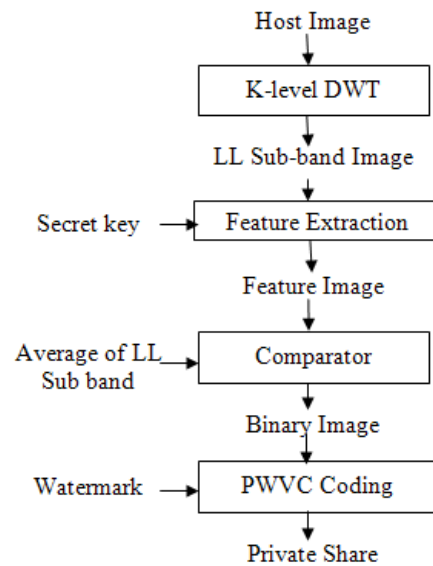 Host Image
K-level DWT
LL Sub-band Image
Secret key
Feature Extraction
Feature Image
Average of LL
Sub band
Comparator
Binary Image
Watermark
PWVC Coding
Private Share